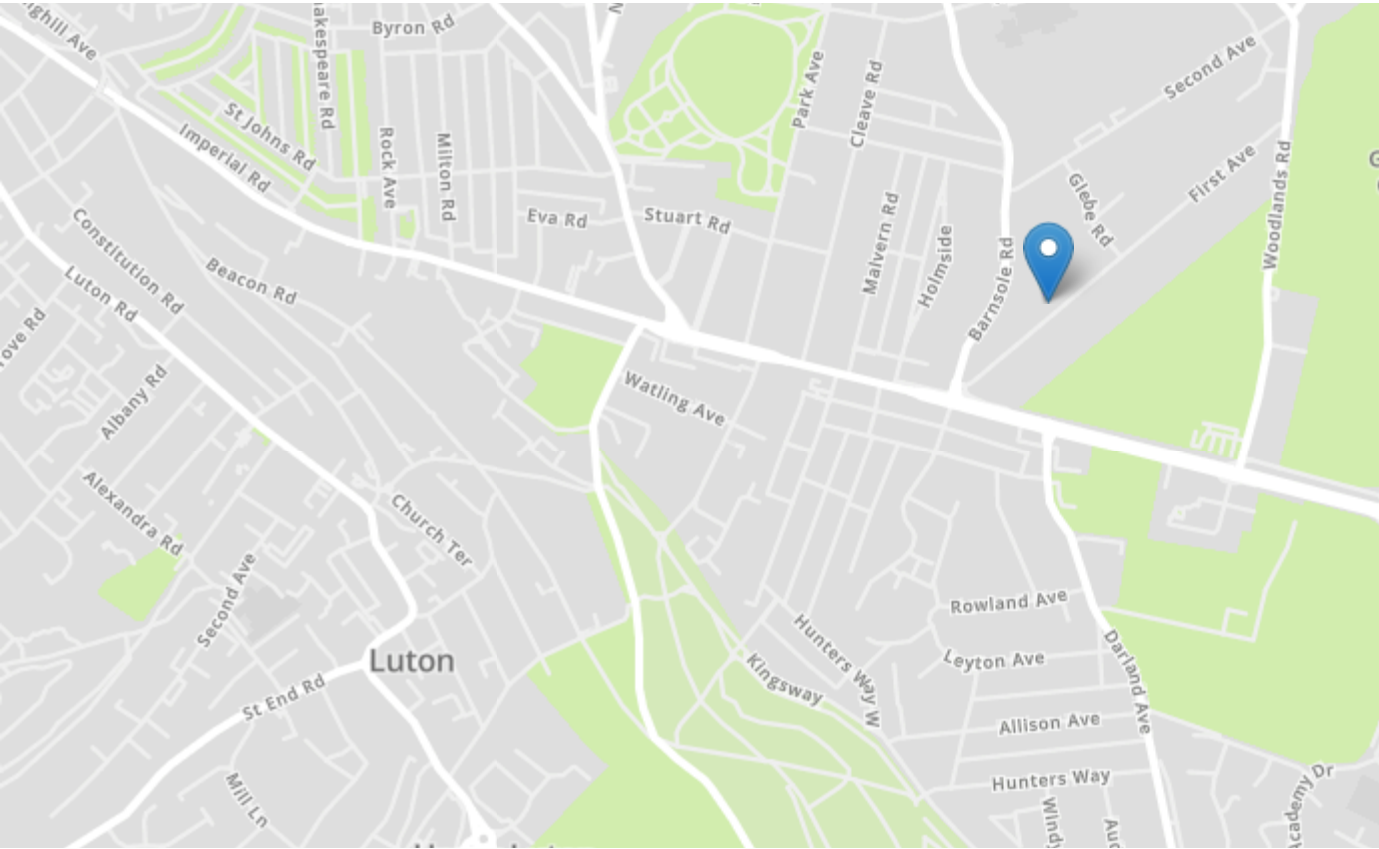 Byron Rd
Second Ave
Park Ave
Cleave Rd
St Johns Rd
Imperial Rd
Rock Ave
Milton Rd
First Ave
Woodlands Rd
Glebe Rd
Eva Rd
Stuart Rd
Malvern Rd
Holmside
Barnsole Rd
Constitution Rd
Beacon Rd
Luton Rd
Albany Rd
Watling Ave
Alexandra Rd
Church Ter
Second Ave
Rowland Ave
Hunters Way W
Leyton Ave
Luton
Kingsway
Darland Ave
St End Rd
Allison Ave
Hunters Way
Mill Ln